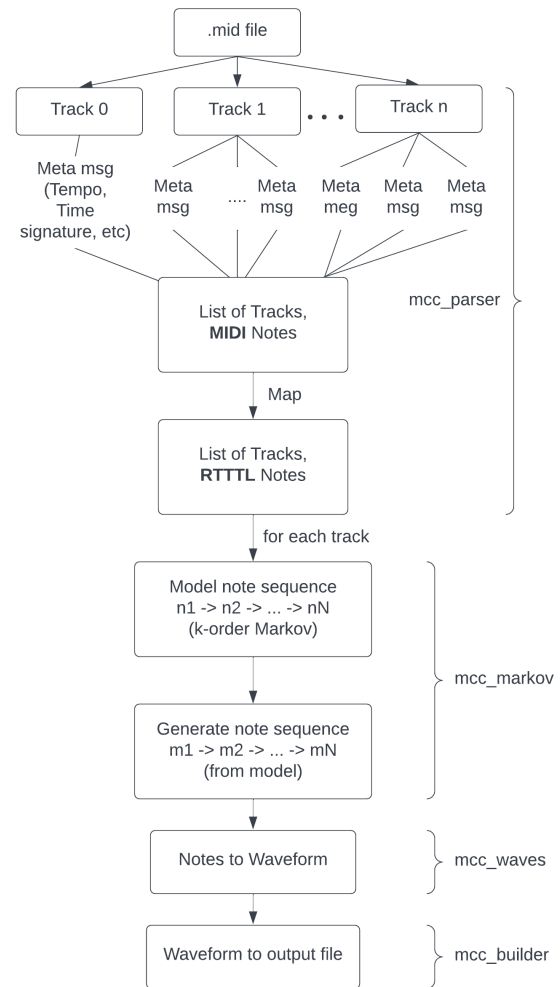 .mid file
Track 0
Track 1
• • •
Track n
Meta msg
(Tempo,
Time
signature, etc)
Meta
msg
....
Meta
msg
Meta
meg
Meta
msg
Meta
msg
mcc_parser
List of Tracks,
MIDI Notes
Map
List of Tracks,
RTTTL Notes
for each track
Model note sequence
n1 -> n2 -> ... -> nN
(k-order Markov)
mcc_markov
Generate note sequence
m1 -> m2 -> ... -> mN
(from model)
Notes to Waveform
mcc_waves
Waveform to output file
mcc_builder